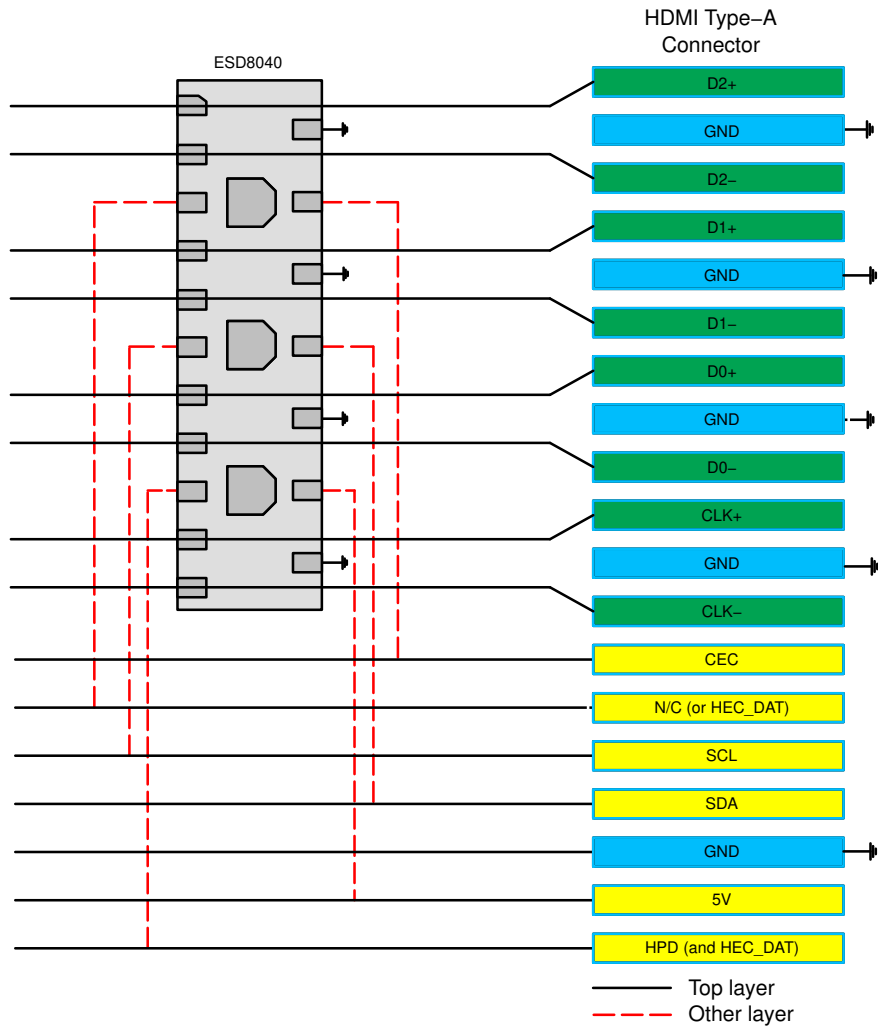 HDMI Type−A
Connector
ESD8040
D2+
GND
D2−
D1+
GND
D1−
D0+
GND
D0−
CLK+
GND
CLK−
CEC
N/C (or HEC_DAT)
SCL
SDA
GND
5V
HPD (and HEC_DAT)
Top layer
Other layer